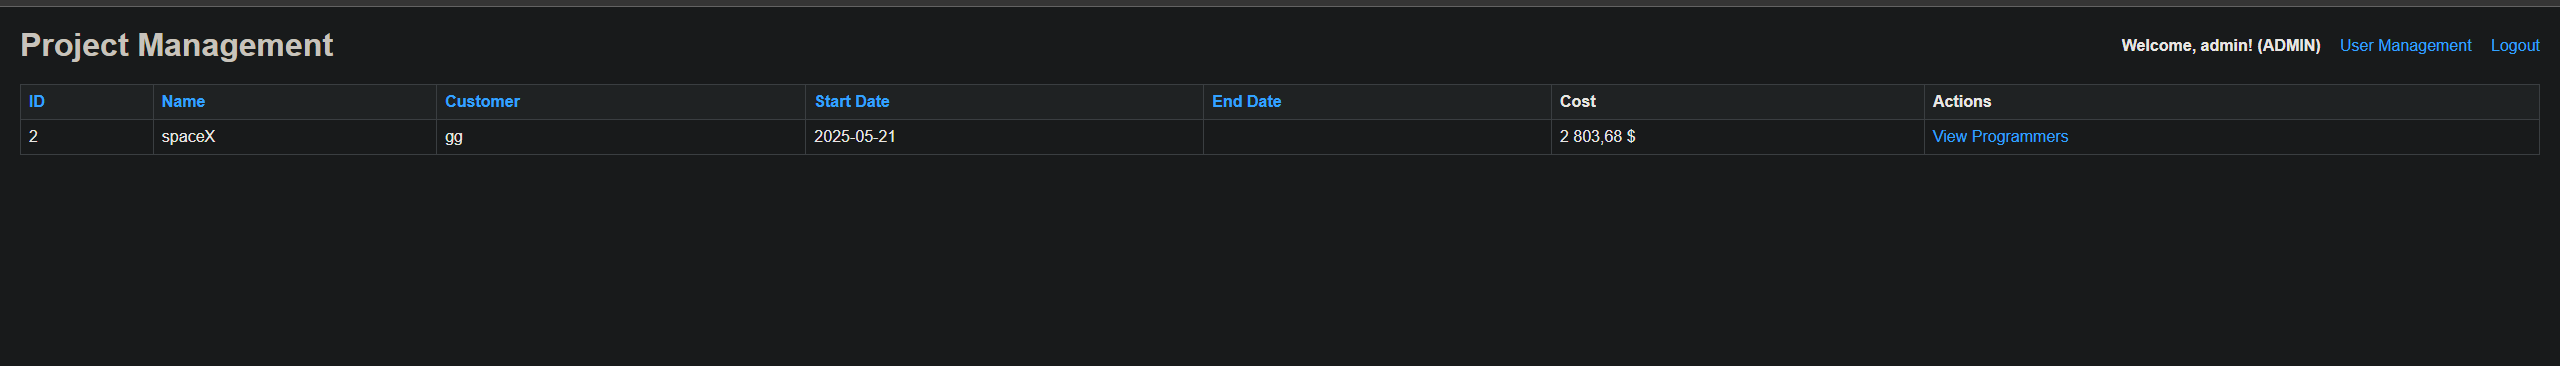 Project Management
Welcome, admin! (ADMIN) User Management Logout
ID Name Customer Start Date End Date Cost Actions
2 spaceX gg 2025-05-21 2 803,68 $ View Programmers